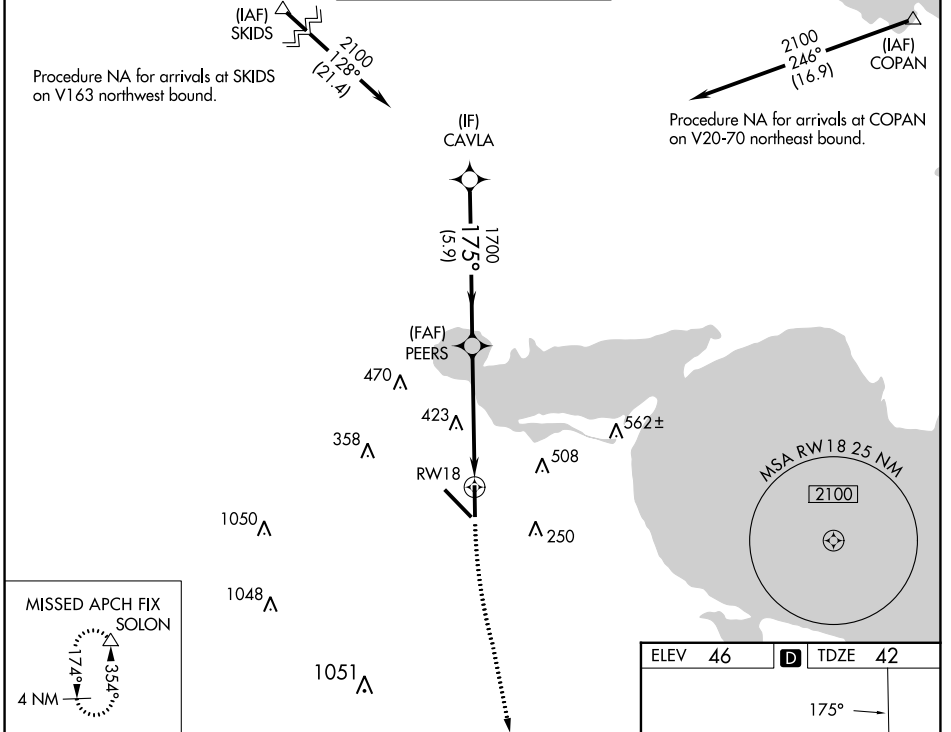 (IAF)
SKIDS
2100
128°
(21.4)
Procedure NA for arrivals at SKIDS
on V163 northwest bound.
2100
246°
(16.9)
(IAF)
COPAN
Procedure NA for arrivals at COPAN
on V20-70 northeast bound.
(IF)
CAVLA
1700
175°
(5.9)
(FAF)
PEERS
470
423
358
562±
508
RW18
250
1050
1048
1051
MSA RW18 25 NM
2100
MISSED APCH FIX
SOLON
174°
354°
4 NM
ELEV 46 D TDZE 42
175°